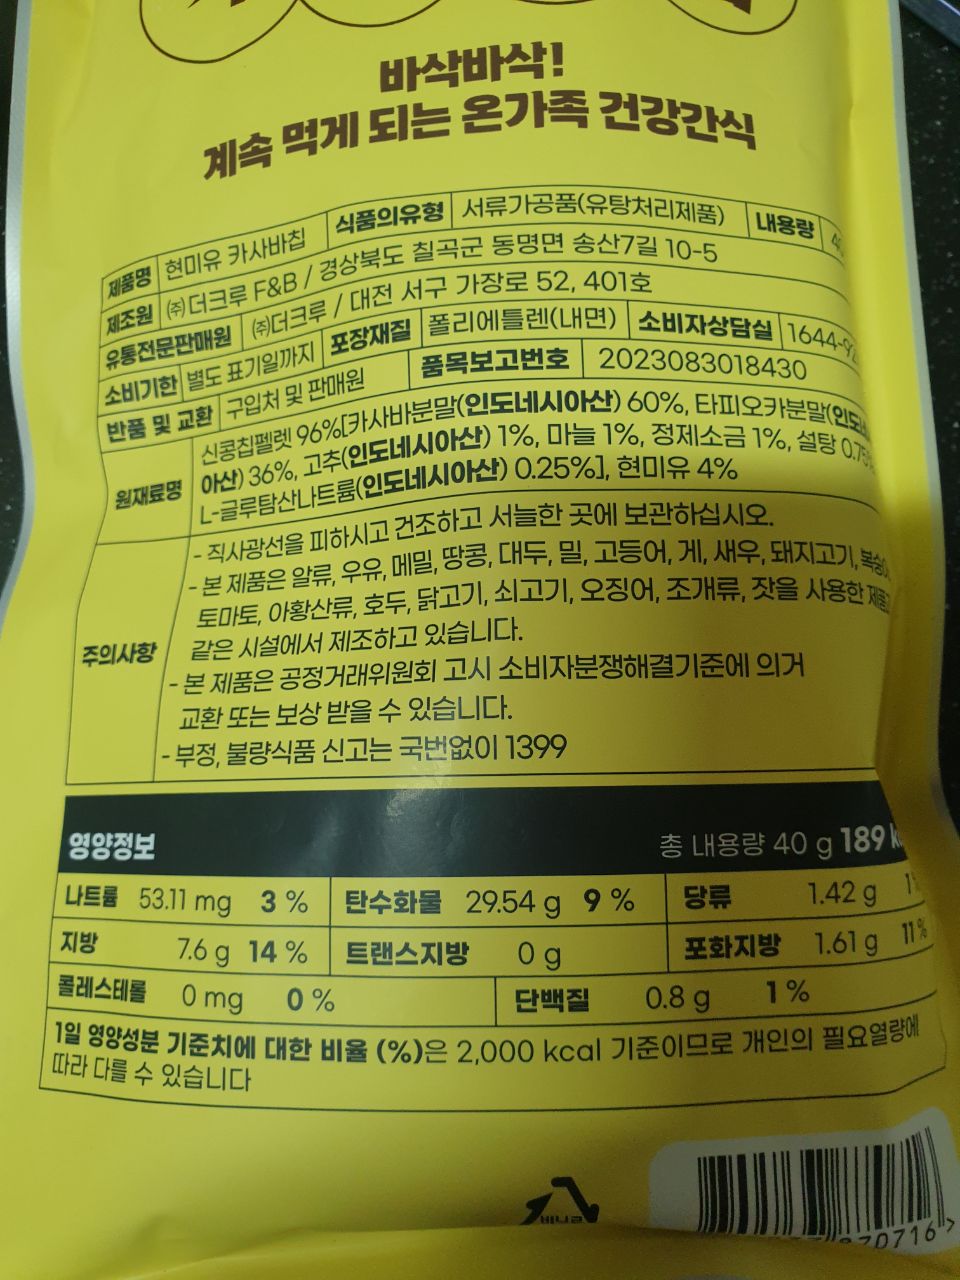 바삭바삭!
계속 먹게 되는 온가족 건강간식
제품명 현미유 카사바칩 식품의유형 서류가공품(유탕처리제품) 내용량
제조원 ㈜더크루 F&B / 경상북도 칠곡군 동명면 송산7길 10-5
유통전문판매원 ㈜더크루 / 대전 서구 가장로 52, 401호
소비기한 별도 표기일까지 포장재질 폴리에틸렌(내면) 소비자상담실 1644-92
반품 및 교환 구입처 및 판매원 품목보고번호 2023083018430
원재료명 신콩칩펠렛 96%[카사바분말(인도네시아산) 60%, 타피오카분말(인도
아산) 36%, 고추(인도네시아산) 1%, 마늘 1%, 정제소금 1%, 설탕 0.75
L-글루탐산나트륨(인도네시아산) 0.25%], 현미유 4%
주의사항 - 직사광선을 피하시고 건조하고 서늘한 곳에 보관하십시오.
- 본 제품은 알류, 우유, 메밀, 땅콩, 대두, 밀, 고등어, 게, 새우, 돼지고기, 복숭아
토마토, 아황산류, 호두, 닭고기, 쇠고기, 오징어, 조개류, 잣을 사용한 제품과
같은 시설에서 제조하고 있습니다.
- 본 제품은 공정거래위원회 고시 소비자분쟁해결기준에 의거
교환 또는 보상 받을 수 있습니다.
- 부정, 불량식품 신고는 국번없이 1399
영양정보 총 내용량 40 g 189
나트륨 53.11 mg 3 % 탄수화물 29.54 g 9 % 당류 1.42 g
지방 7.6 g 14 % 트랜스지방 0 g 포화지방 1.61 g 11 %
콜레스테롤 0 mg 0 % 단백질 0.8 g 1 %
1일 영양성분 기준치에 대한 비율 (%)은 2,000 kcal 기준이므로 개인의 필요열량에
따라 다를 수 있습니다
비닐류
70716